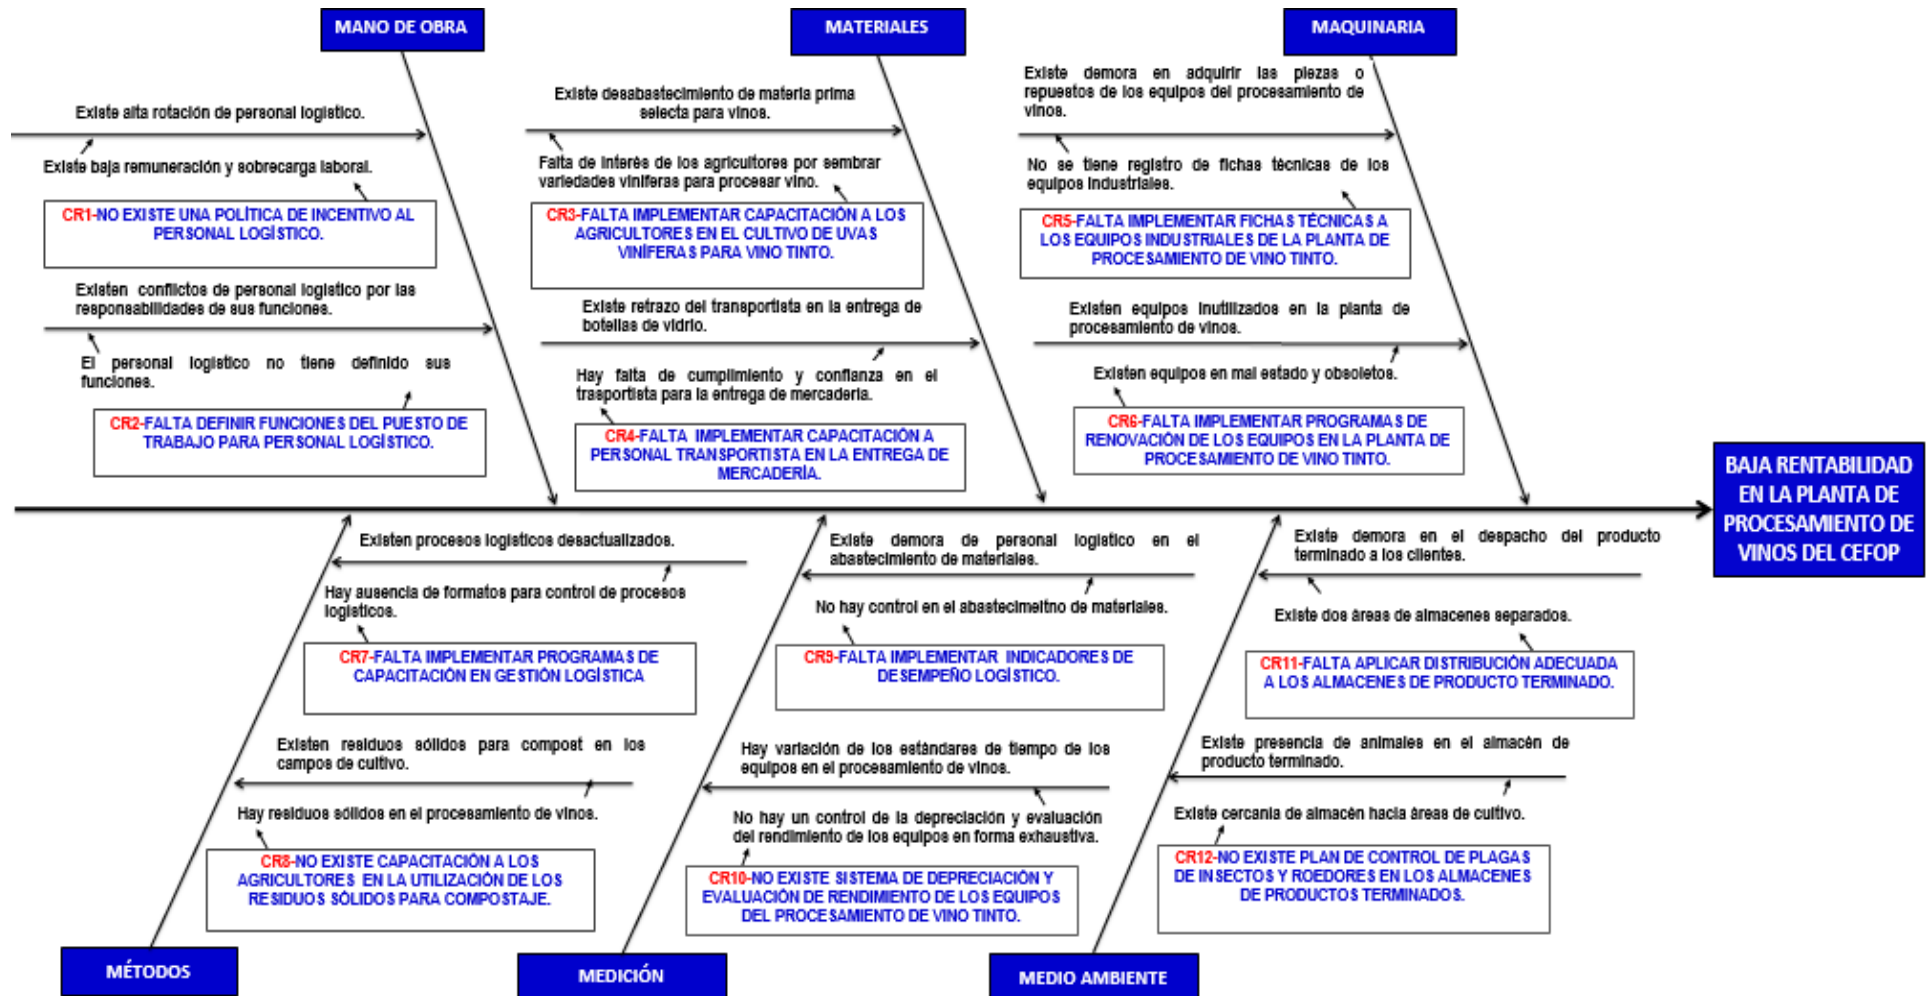 MANO DE OBRA
Existe alta rotación de personal logístico.
Existe baja remuneración y sobrecarga laboral.
CR1-NO EXISTE UNA POLÍTICA DE INCENTIVO AL
PERSONAL LOGÍSTICO.
Existen conflictos de personal logístico por las
responsabilidades de sus funciones.
El personal logístico no tiene definido sus
funciones.
CR2-FALTA DEFINIR FUNCIONES DEL PUESTO DE
TRABAJO PARA PERSONAL LOGÍSTICO.
MATERIALES
Existe desabastecimiento de materia prima
selecta para vinos.
Falta de interés de los agricultores por sembrar
variedades viníferas para procesar vino.
CR3-FALTA IMPLEMENTAR CAPACITACIÓN A LOS
AGRICULTORES EN EL CULTIVO DE UVAS
VINÍFERAS PARA VINO TINTO.
Existe retrazo del transportista en la entrega de
botellas de vidrio.
Hay falta de cumplimiento y confianza en el
trasportista para la entrega de mercadería.
CR4-FALTA IMPLEMENTAR CAPACITACIÓN A
PERSONAL TRANSPORTISTA EN LA ENTREGA DE
MERCADERÍA.
MAQUINARIA
Existe demora en adquirir las piezas o
repuestos de los equipos del procesamiento de
vinos.
No se tiene registro de fichas técnicas de los
equipos industriales.
CR5-FALTA IMPLEMENTAR FICHAS TÉCNICAS A
LOS EQUIPOS INDUSTRIALES DE LA PLANTA DE
PROCESAMIENTO DE VINO TINTO.
Existen equipos inutilizados en la planta de
procesamiento de vinos.
Existen equipos en mal estado y obsoletos.
CR6-FALTA IMPLEMENTAR PROGRAMAS DE
RENOVACIÓN DE LOS EQUIPOS EN LA PLANTA DE
PROCESAMIENTO DE VINO TINTO.
BAJA RENTABILIDAD
EN LA PLANTA DE
PROCESAMIENTO DE
VINOS DEL CEFOP
Existen procesos logísticos desactualizados.
Hay ausencia de formatos para control de procesos
logísticos.
CR7-FALTA IMPLEMENTAR PROGRAMAS DE
CAPACITACIÓN EN GESTIÓN LOGÍSTICA
Existen residuos sólidos para compost en los
campos de cultivo.
Hay residuos sólidos en el procesamiento de vinos.
CR8-NO EXISTE CAPACITACIÓN A LOS
AGRICULTORES EN LA UTILIZACIÓN DE LOS
RESIDUOS SÓLIDOS PARA COMPOSTAJE.
MÉTODOS
Existe demora de personal logístico en el
abastecimiento de materiales.
No hay control en el abastecimeitno de materiales.
CR9-FALTA IMPLEMENTAR INDICADORES DE
DESEMPEÑO LOGÍSTICO.
Hay variación de los estándares de tiempo de los
equipos en el procesamiento de vinos.
No hay un control de la depreciación y evaluación
del rendimiento de los equipos en forma exhaustiva.
CR10-NO EXISTE SISTEMA DE DEPRECIACIÓN Y
EVALUACIÓN DE RENDIMIENTO DE LOS EQUIPOS
DEL PROCESAMIENTO DE VINO TINTO.
MEDICIÓN
Existe demora en el despacho del producto
terminado a los clientes.
Existe dos áreas de almacenes separados.
CR11-FALTA APLICAR DISTRIBUCIÓN ADECUADA
A LOS ALMACENES DE PRODUCTO TERMINADO.
Existe presencia de animales en el almacén de
producto terminado.
Existe cercanía de almacén hacia áreas de cultivo.
CR12-NO EXISTE PLAN DE CONTROL DE PLAGAS
DE INSECTOS Y ROEDORES EN LOS ALMACENES
DE PRODUCTOS TERMINADOS.
MEDIO AMBIENTE